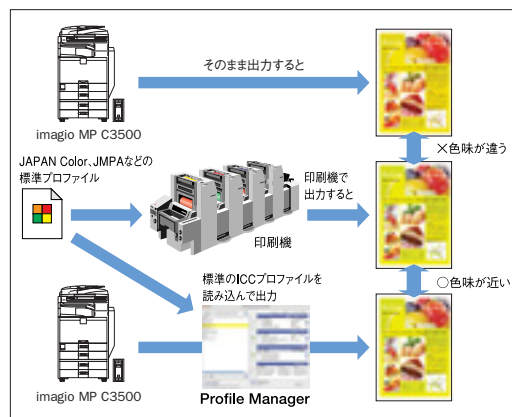 そのまま出力すると
imagio MP C3500
×色味が違う
JAPAN Color、JMPAなどの
標準プロファイル
印刷機で
出力すると
印刷機
標準のICCプロファイルを
読み込んで出力
○色味が近い
imagio MP C3500
Profile Manager